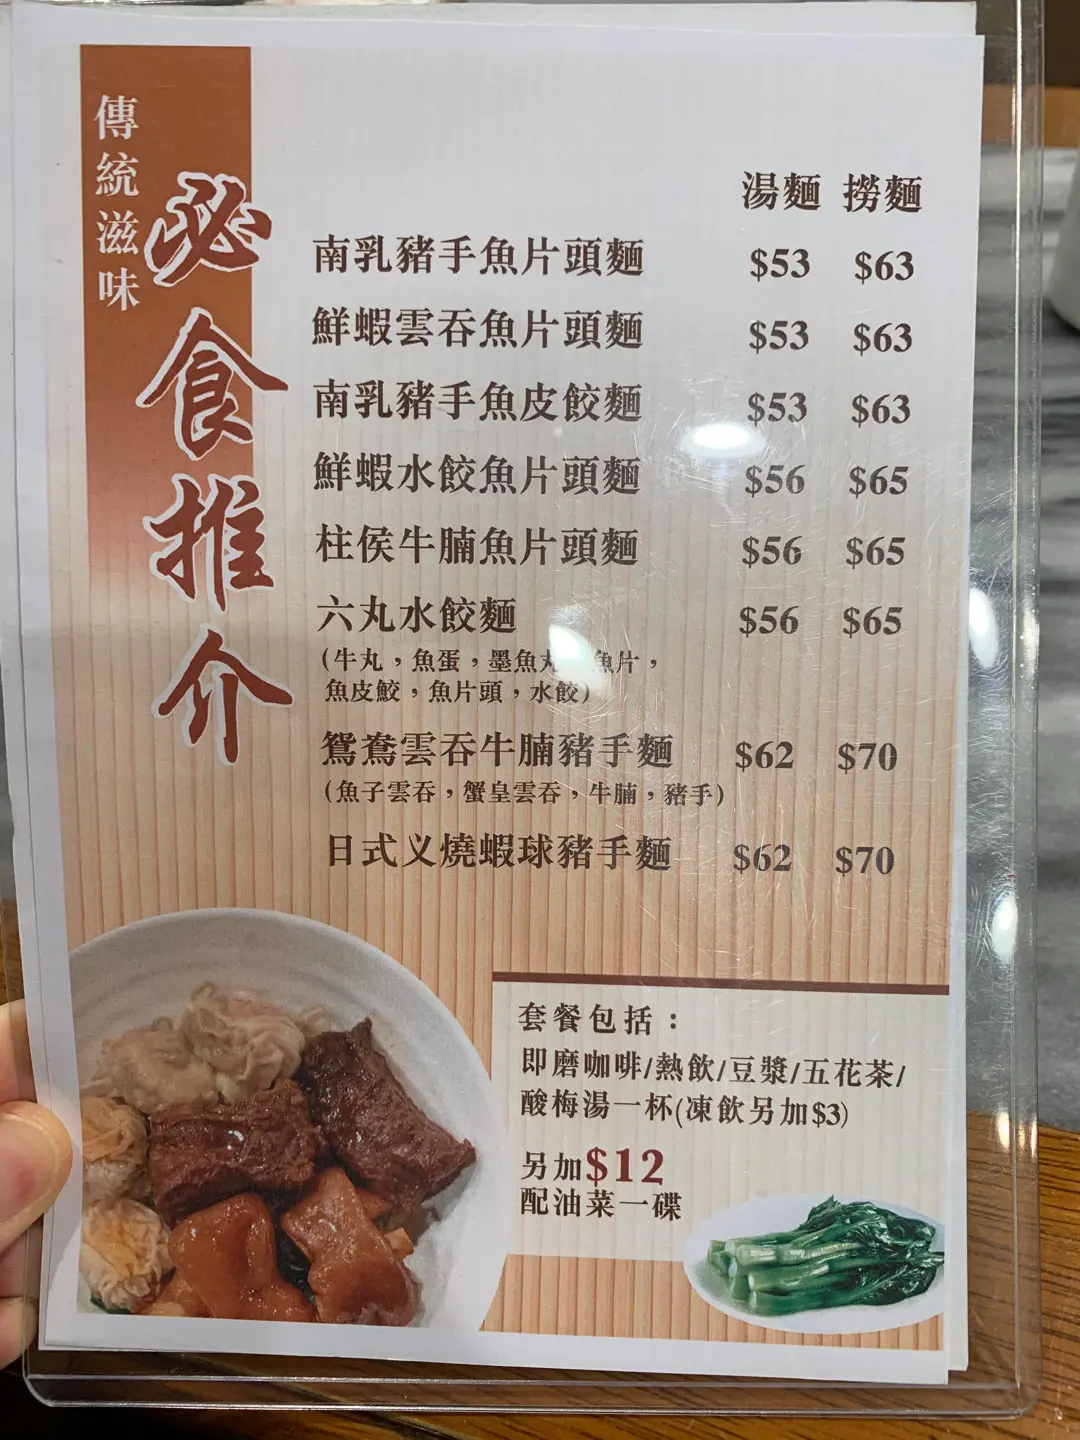 傳統滋味
必食推介
湯麵 撈麵
南乳豬手魚片頭麵 $53 $63
鮮蝦雲吞魚片頭麵 $53 $63
南乳豬手魚皮餃麵 $53 $63
鮮蝦水餃魚片頭麵 $56 $65
柱侯牛腩魚片頭麵 $56 $65
六丸水餃麵 $56 $65
(牛丸，魚蛋，墨魚丸 魚片，
魚皮鮫，魚片頭，水餃)
鴛鴦雲吞牛腩豬手麵 $62 $70
(魚子雲吞，蟹皇雲吞，牛腩，豬手)
日式义燒蝦球豬手麵 $62 $70
套餐包括：
即磨咖啡/熱飲/豆漿/五花茶/
酸梅湯一杯(凍飲另加$3)
另加$12
配油菜一碟